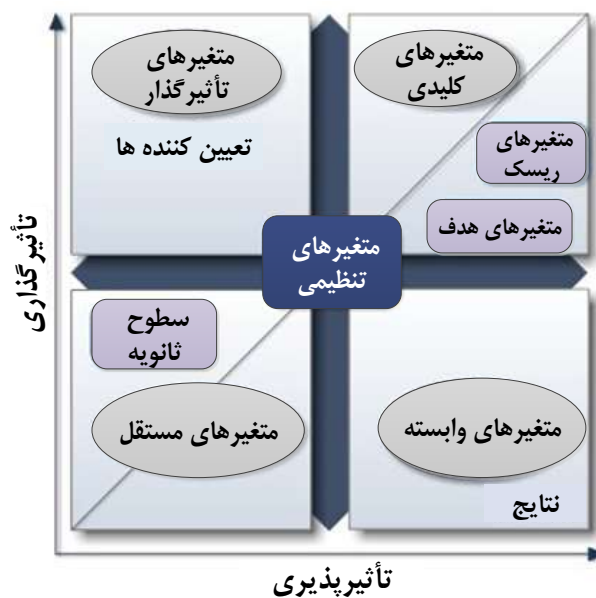 متغیرهای
کلیدی
متغیرهای
تأثیرگذار
تعیین کننده ها
متغیرهای
ریسک
متغیرهای هدف
متغیرهای
تنظیمی
تأثیرگذاری
سطوح
ثانویه
متغیرهای وابسته
متغیرهای مستقل
نتایج
تأثیرپذیری